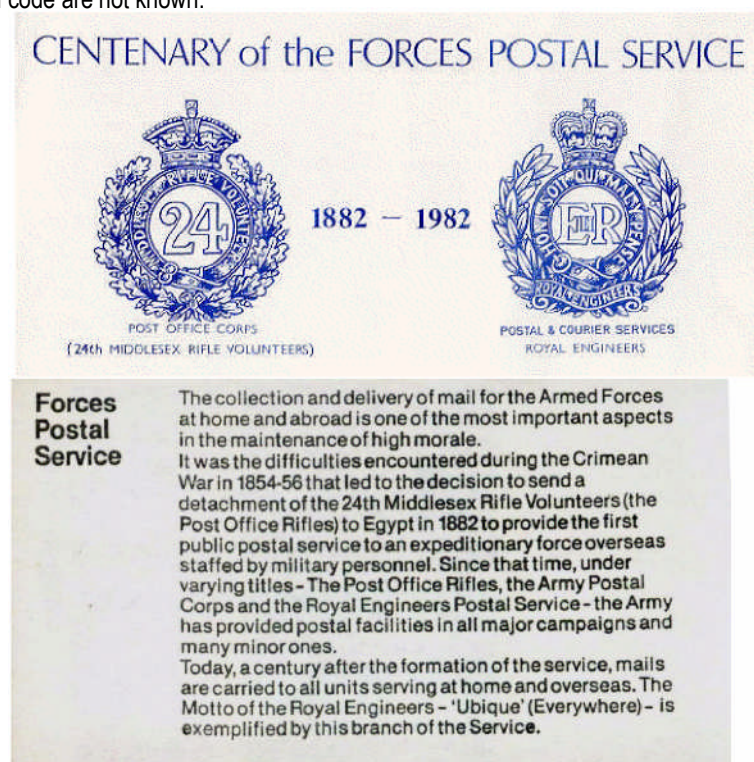 code are not known.
CENTENARY of the FORCES POSTAL SERVICE
MIDDLESEX RIFLE VOLUNTEERS
24
1882 – 1982
HONI SOIT QUI MAL Y PENSE
EIIR
ROYAL ENGINEERS
POST OFFICE CORPS
(24th MIDDLESEX RIFLE VOLUNTEERS)
POSTAL & COURIER SERVICES
ROYAL ENGINEERS
Forces
Postal
Service
The collection and delivery of mail for the Armed Forces
at home and abroad is one of the most important aspects
in the maintenance of high morale.
It was the difficulties encountered during the Crimean
War in 1854-56 that led to the decision to send a
detachment of the 24th Middlesex Rifle Volunteers (the
Post Office Rifles) to Egypt in 1882 to provide the first
public postal service to an expeditionary force overseas
staffed by military personnel. Since that time, under
varying titles – The Post Office Rifles, the Army Postal
Corps and the Royal Engineers Postal Service – the Army
has provided postal facilities in all major campaigns and
many minor ones.
Today, a century after the formation of the service, mails
are carried to all units serving at home and overseas. The
Motto of the Royal Engineers – 'Ubique' (Everywhere) – is
exemplified by this branch of the Service.